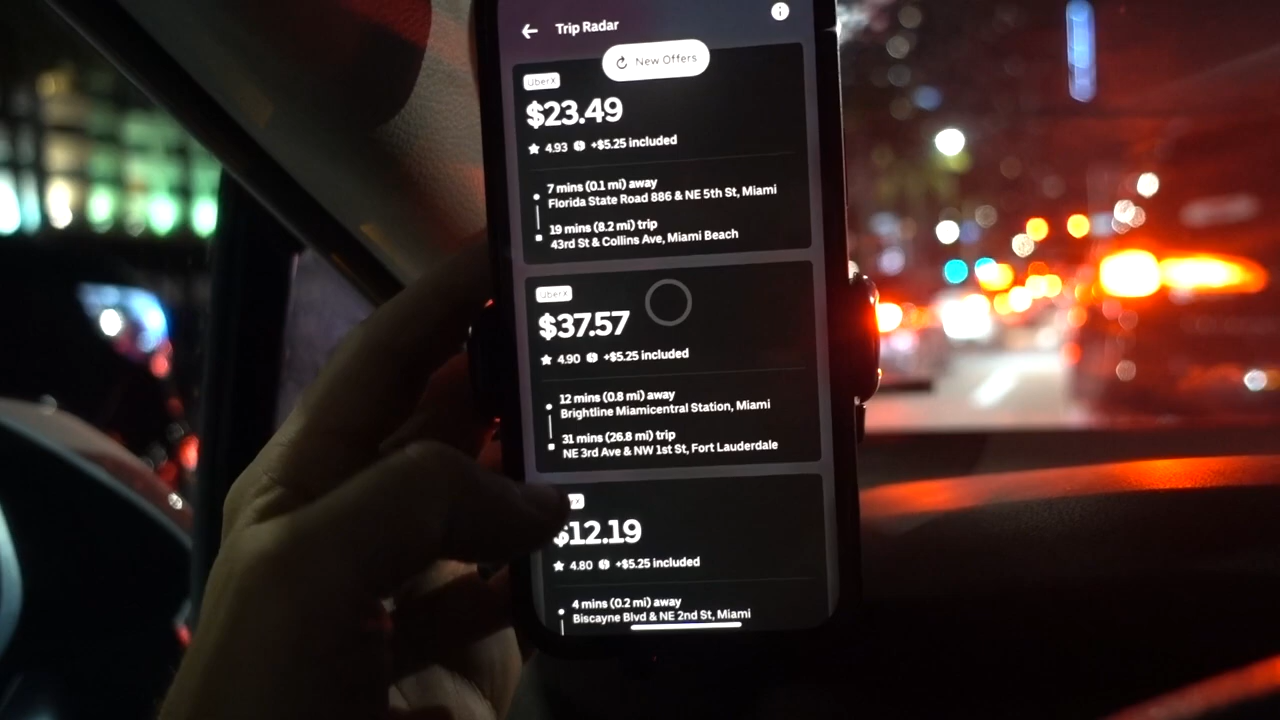 Trip Radar
New Offers
UberX
$23.49
4.93 +$5.25 included
7 mins (0.1 mi) away
Florida State Road 886 & NE 5th St, Miami
19 mins (8.2 mi) trip
43rd St & Collins Ave, Miami Beach
UberX
$37.57
4.90 +$5.25 included
12 mins (0.8 mi) away
Brightline Miamicentral Station, Miami
31 mins (26.8 mi) trip
NE 3rd Ave & NW 1st St, Fort Lauderdale
$12.19
4.80 +$5.25 included
4 mins (0.2 mi) away
Biscayne Blvd & NE 2nd St, Miami